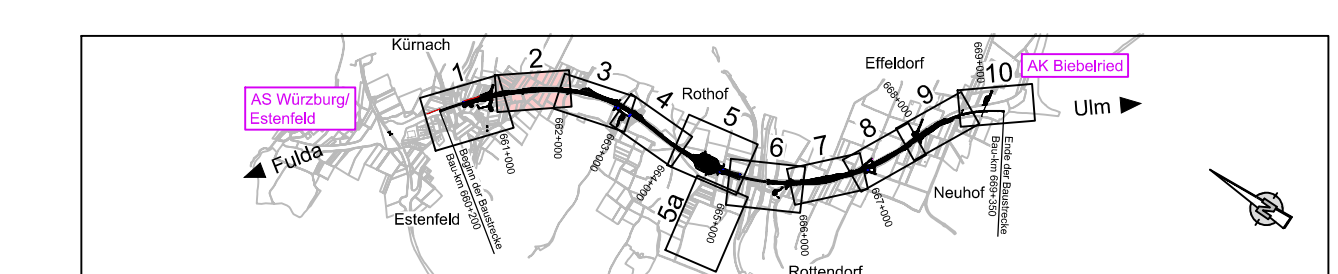 Kürnach
AS Würzburg/
Estenfeld
Fulda
Estenfeld
1
2
3
4
5
5a
6
7
8
9
10
Rothof
Effeldorf
AK Biebelried
Ulm
Neuhof
Rottendorf
Beginn der Baustrecke
Bau-km 660+200
661+000
662+000
663+000
664+000
665+000
666+000
667+000
668+000
669+000
Ende der Baustrecke
Bau-km 669+350
N